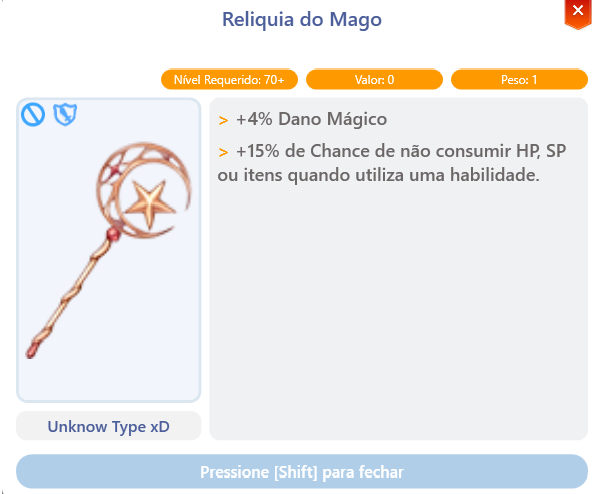 Reliquia do Mago
Nível Requerido: 70+
Valor: 0
Peso: 1
> +4% Dano Mágico
> +15% de Chance de não consumir HP, SP
ou itens quando utiliza uma habilidade.
Unknow Type xD
Pressione [Shift] para fechar